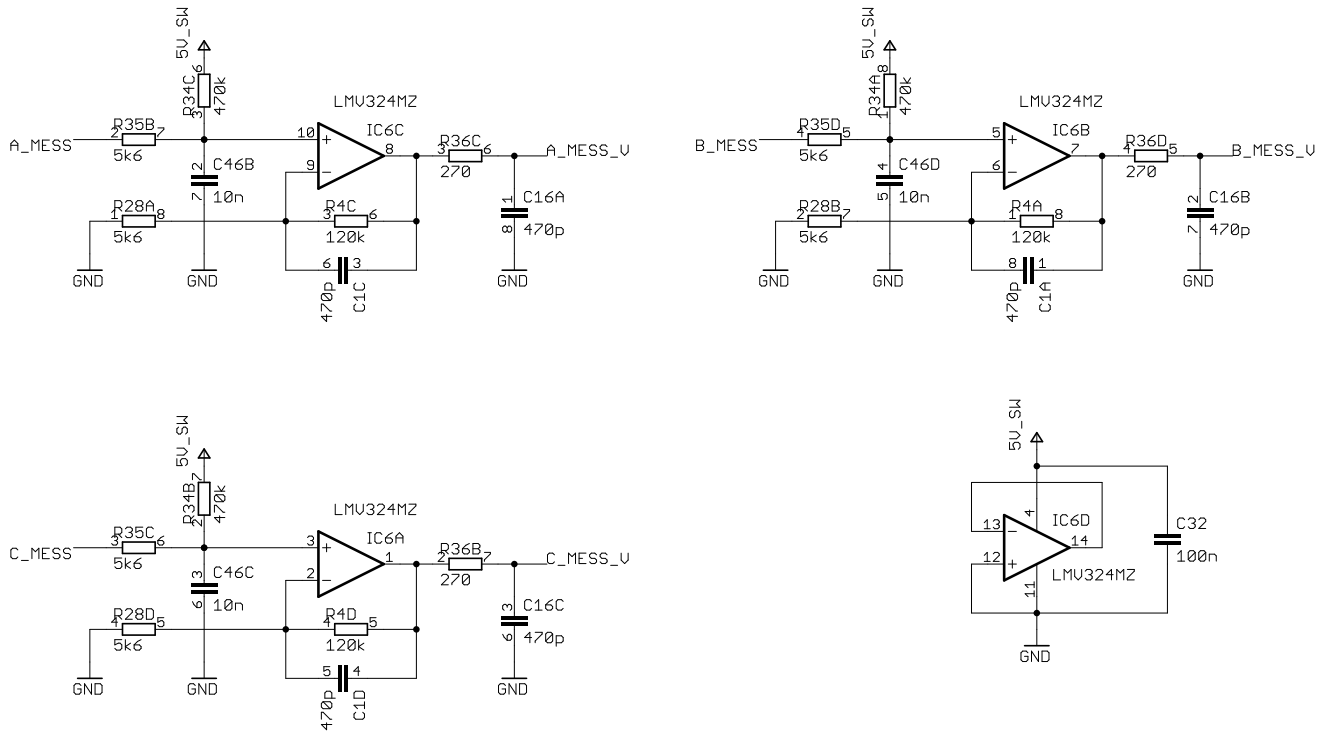 5V_SW
6
R34C
470k
3
LMV324MZ
A_MESS
2
R35B
7
5k6
10
+
IC6C
8
9
−
3
R36C
6
270
A_MESS_V
2
C46B
7
10n
1
R28A
8
5k6
3
R4C
6
120k
1
C16A
8
470p
6
3
470p
C1C
GND
GND
GND
5V_SW
8
R34A
470k
1
LMV324MZ
B_MESS
4
R35D
5
5k6
5
+
IC6B
7
6
−
4
R36D
5
270
B_MESS_V
4
C46D
5
10n
2
R28B
7
5k6
1
R4A
8
120k
2
C16B
7
470p
8
1
470p
C1A
GND
GND
GND
5V_SW
7
R34B
470k
2
LMV324MZ
C_MESS
3
R35C
6
5k6
3
+
IC6A
1
2
−
2
R36B
7
270
C_MESS_V
3
C46C
6
10n
4
R28D
5
5k6
4
R4D
5
120k
3
C16C
6
470p
5
4
470p
C1D
GND
GND
GND
5V_SW
4
IC6D
13
−
14
12
+
LMV324MZ
11
C32
100n
GND